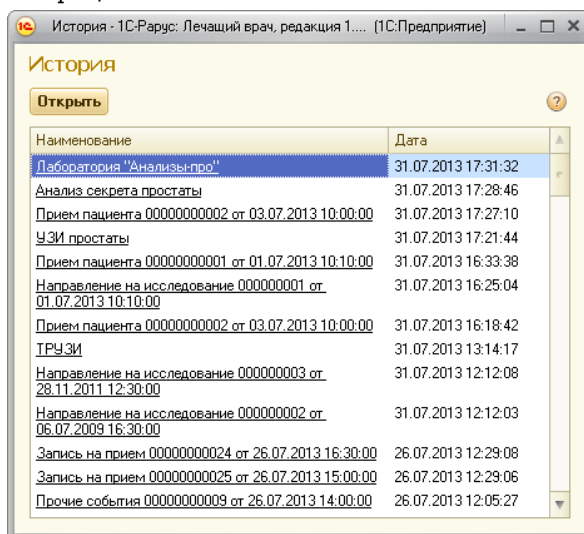 История - 1С-Рарус: Лечащий врач, редакция 1.... (1С:Предприятие)
История
Открыть
?
Наименование Дата
Лаборатория "Анализы-про" 31.07.2013 17:31:32
Анализ секрета простаты 31.07.2013 17:28:46
Прием пациента 00000000002 от 03.07.2013 10:00:00 31.07.2013 17:27:10
УЗИ простаты 31.07.2013 17:21:44
Прием пациента 00000000001 от 01.07.2013 10:10:00 31.07.2013 16:33:38
Направление на исследование 000000001 от 31.07.2013 16:25:04
01.07.2013 10:10:00
Прием пациента 00000000002 от 03.07.2013 10:00:00 31.07.2013 16:18:42
ТРУЗИ 31.07.2013 13:14:17
Направление на исследование 000000003 от 31.07.2013 12:12:08
28.11.2011 12:30:00
Направление на исследование 000000002 от 31.07.2013 12:12:03
06.07.2009 16:30:00
Запись на прием 00000000024 от 26.07.2013 16:30:00 26.07.2013 12:29:08
Запись на прием 00000000025 от 26.07.2013 15:00:00 26.07.2013 12:29:06
Прочие события 00000000009 от 26.07.2013 14:00:00 26.07.2013 12:05:27